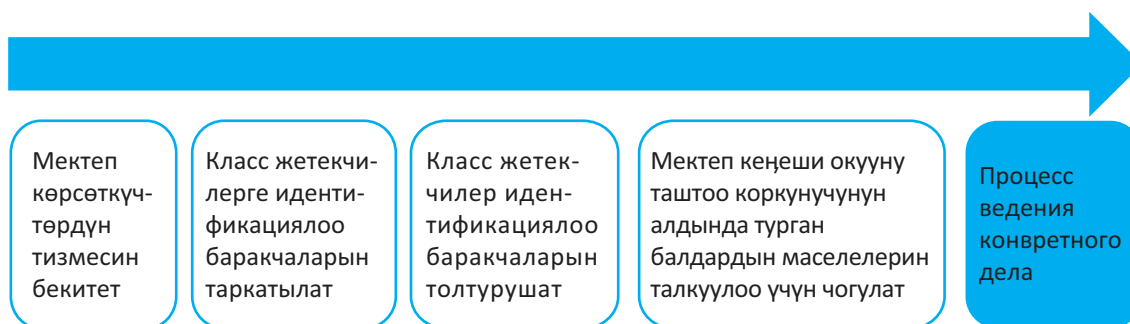 Мектеп
көрсөткүч-
төрдүн
тизмесин
бекитет
Класс жетекчи-
лерге иденти-
фикациялоо
баракчаларын
таркатылат
Класс жетек-
чилер иден-
тификациялоо
баракчаларын
толтурушат
Мектеп кеңеши окууну
таштоо коркунучунун
алдында турган
балдардын маселелерин
талкуулоо үчүн чогулат
Процесс
ведения
конвретного
дела